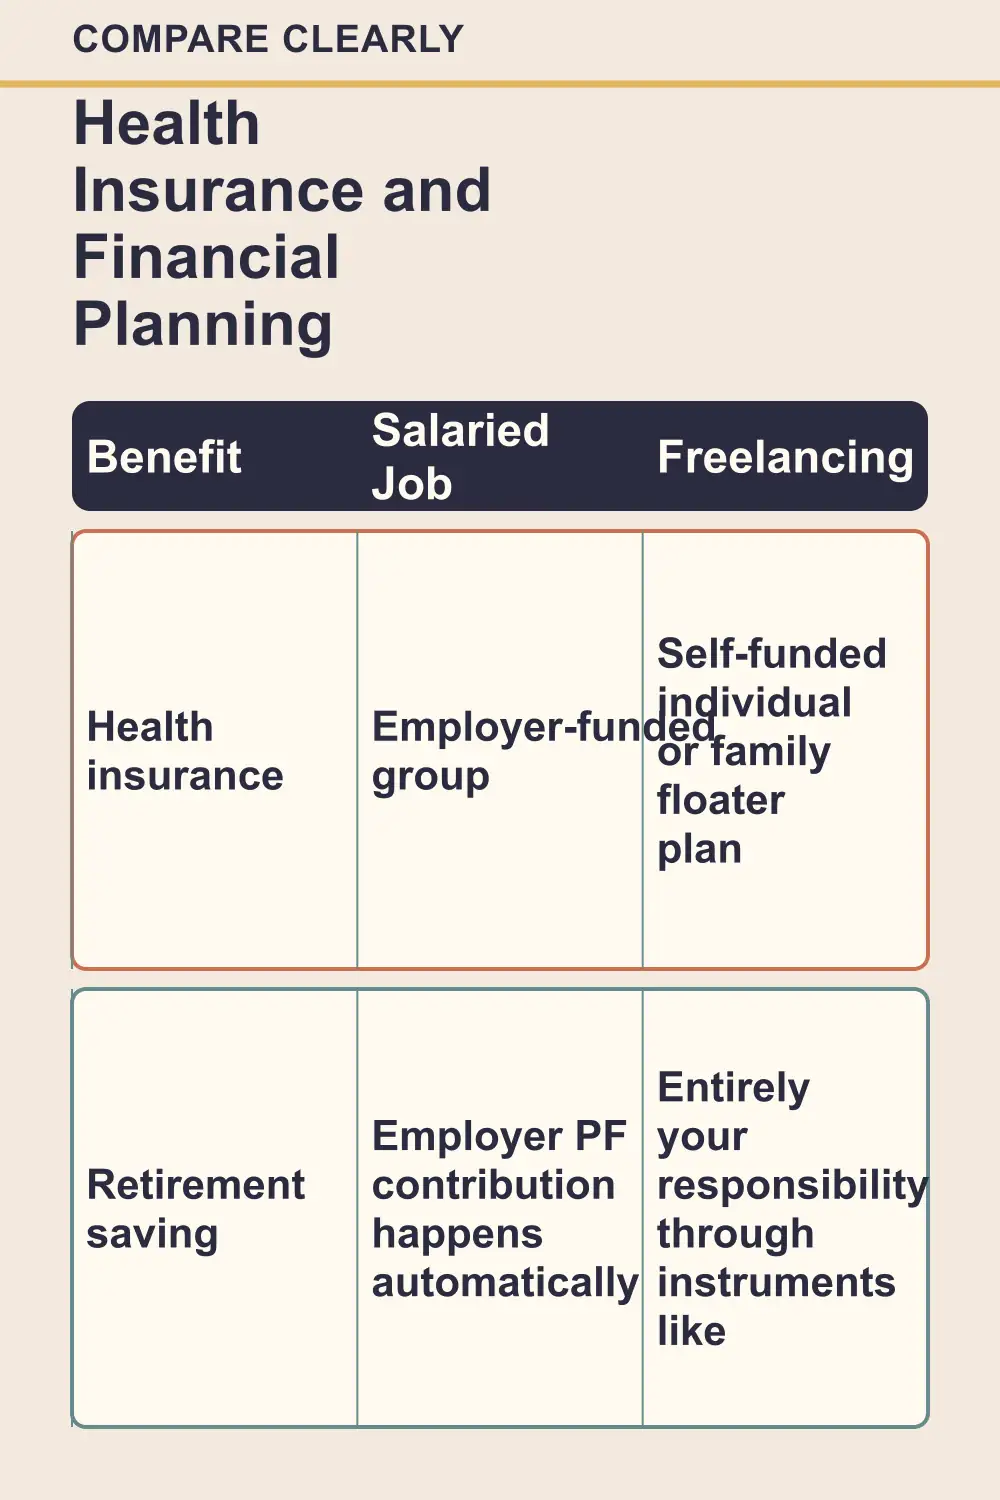 COMPARE CLEARLY
Health
Insurance and
Financial
Planning
Benefit
Salaried
Job
Freelancing
Health
insurance
Employer-funded
group
Self-funded
individual
or family
floater
plan
Retirement
saving
Employer PF
contribution
happens
automatically
Entirely
your
responsibility
through
instruments
like